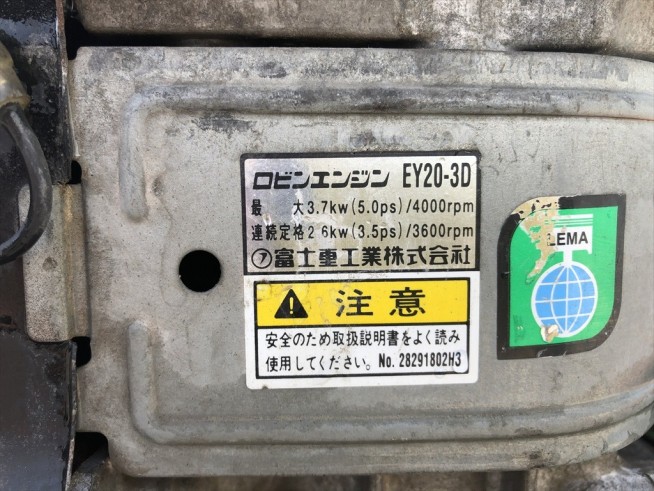 ロビンエンジン EY20-3D
最 大3.7kw(5.0ps)/4000rpm
連続定格2.6kw(3.5ps)/3600rpm
㋐富士重工業株式会社
注意
安全のため取扱説明書をよく読み
使用してください。No. 28291802H3
LEMA